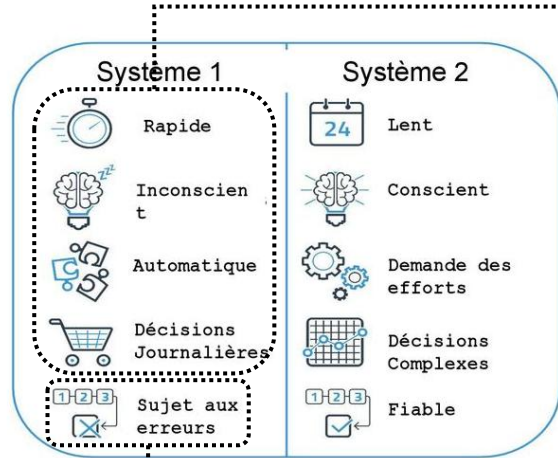 Système 1
Rapide
zzz
Inconscien
t
Automatique
Décisions
Journalières
1 2 3
Sujet aux
erreurs
Système 2
24
Lent
Conscient
Demande des
efforts
Décisions
Complexes
1 2 3
Fiable